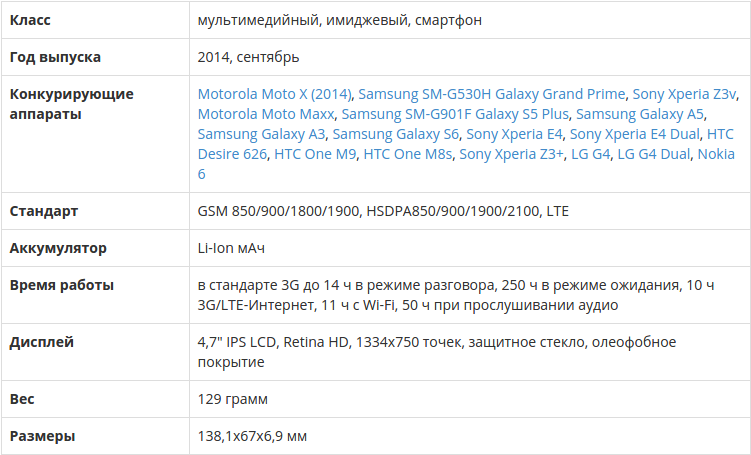 Класс мультимедийный, имиджевый, смартфон
Год выпуска 2014, сентябрь
Конкурирующие Motorola Moto X (2014), Samsung SM-G530H Galaxy Grand Prime, Sony Xperia Z3v,
аппараты Motorola Moto Maxx, Samsung SM-G901F Galaxy S5 Plus, Samsung Galaxy A5,
Samsung Galaxy A3, Samsung Galaxy S6, Sony Xperia E4, Sony Xperia E4 Dual, HTC
Desire 626, HTC One M9, HTC One M8s, Sony Xperia Z3+, LG G4, LG G4 Dual, Nokia
6
Стандарт GSM 850/900/1800/1900, HSDPA850/900/1900/2100, LTE
Аккумулятор Li-Ion мАч
Время работы в стандарте 3G до 14 ч в режиме разговора, 250 ч в режиме ожидания, 10 ч
3G/LTE-Интернет, 11 ч с Wi-Fi, 50 ч при прослушивании аудио
Дисплей 4,7" IPS LCD, Retina HD, 1334x750 точек, защитное стекло, олеофобное
покрытие
Вес 129 грамм
Размеры 138,1x67x6,9 мм